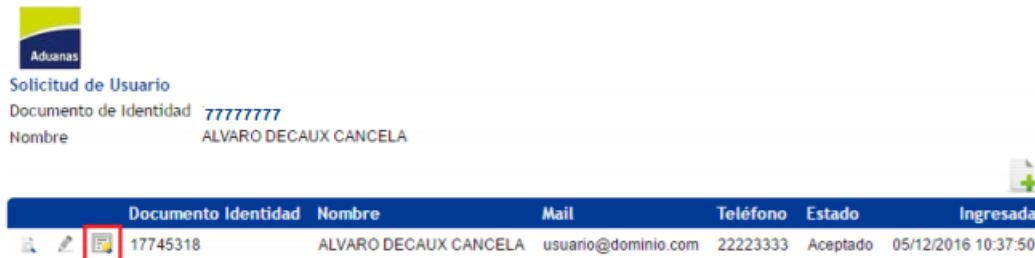 Aduanas
Solicitud de Usuario
Documento de Identidad 77777777
Nombre ALVARO DECAUX CANCELA
Documento Identidad Nombre Mail Teléfono Estado Ingresada
17745318 ALVARO DECAUX CANCELA usuario@dominio.com 22223333 Aceptado 05/12/2016 10:37:50